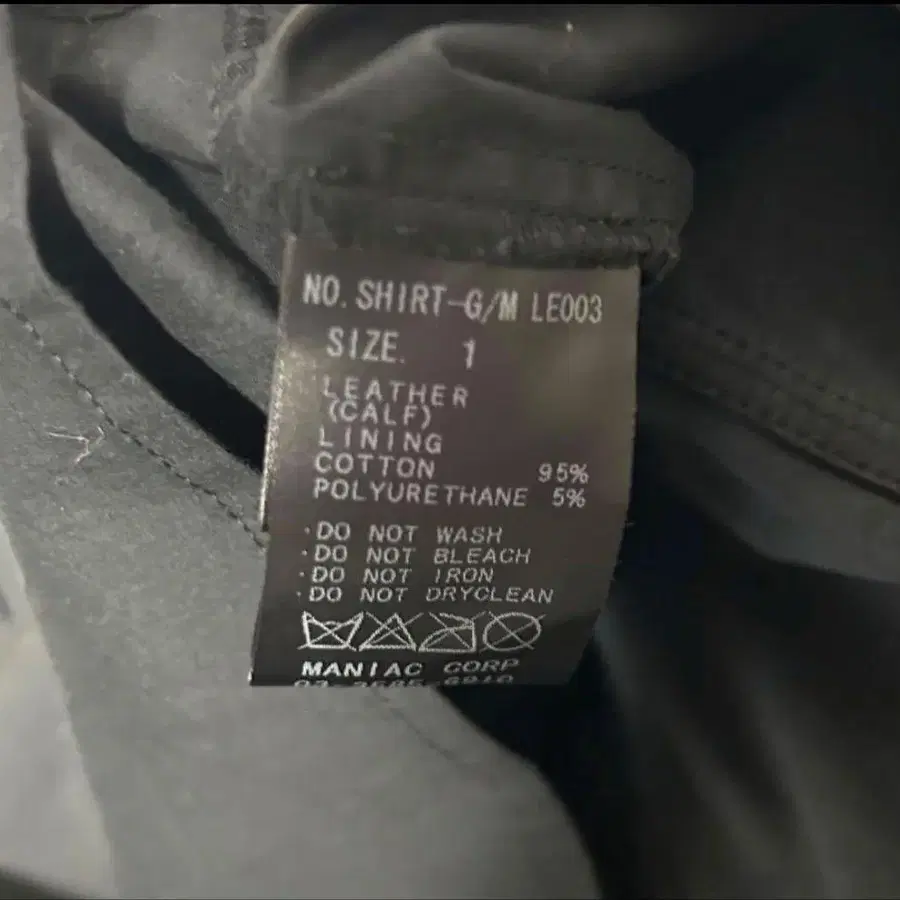 NO. SHIRT-G/M LE003
SIZE. 1
LEATHER
(CALF)
LINING
COTTON 95%
POLYURETHANE 5%
·DO NOT WASH
·DO NOT BLEACH
·DO NOT IRON
·DO NOT DRYCLEAN
MANIAC CORP